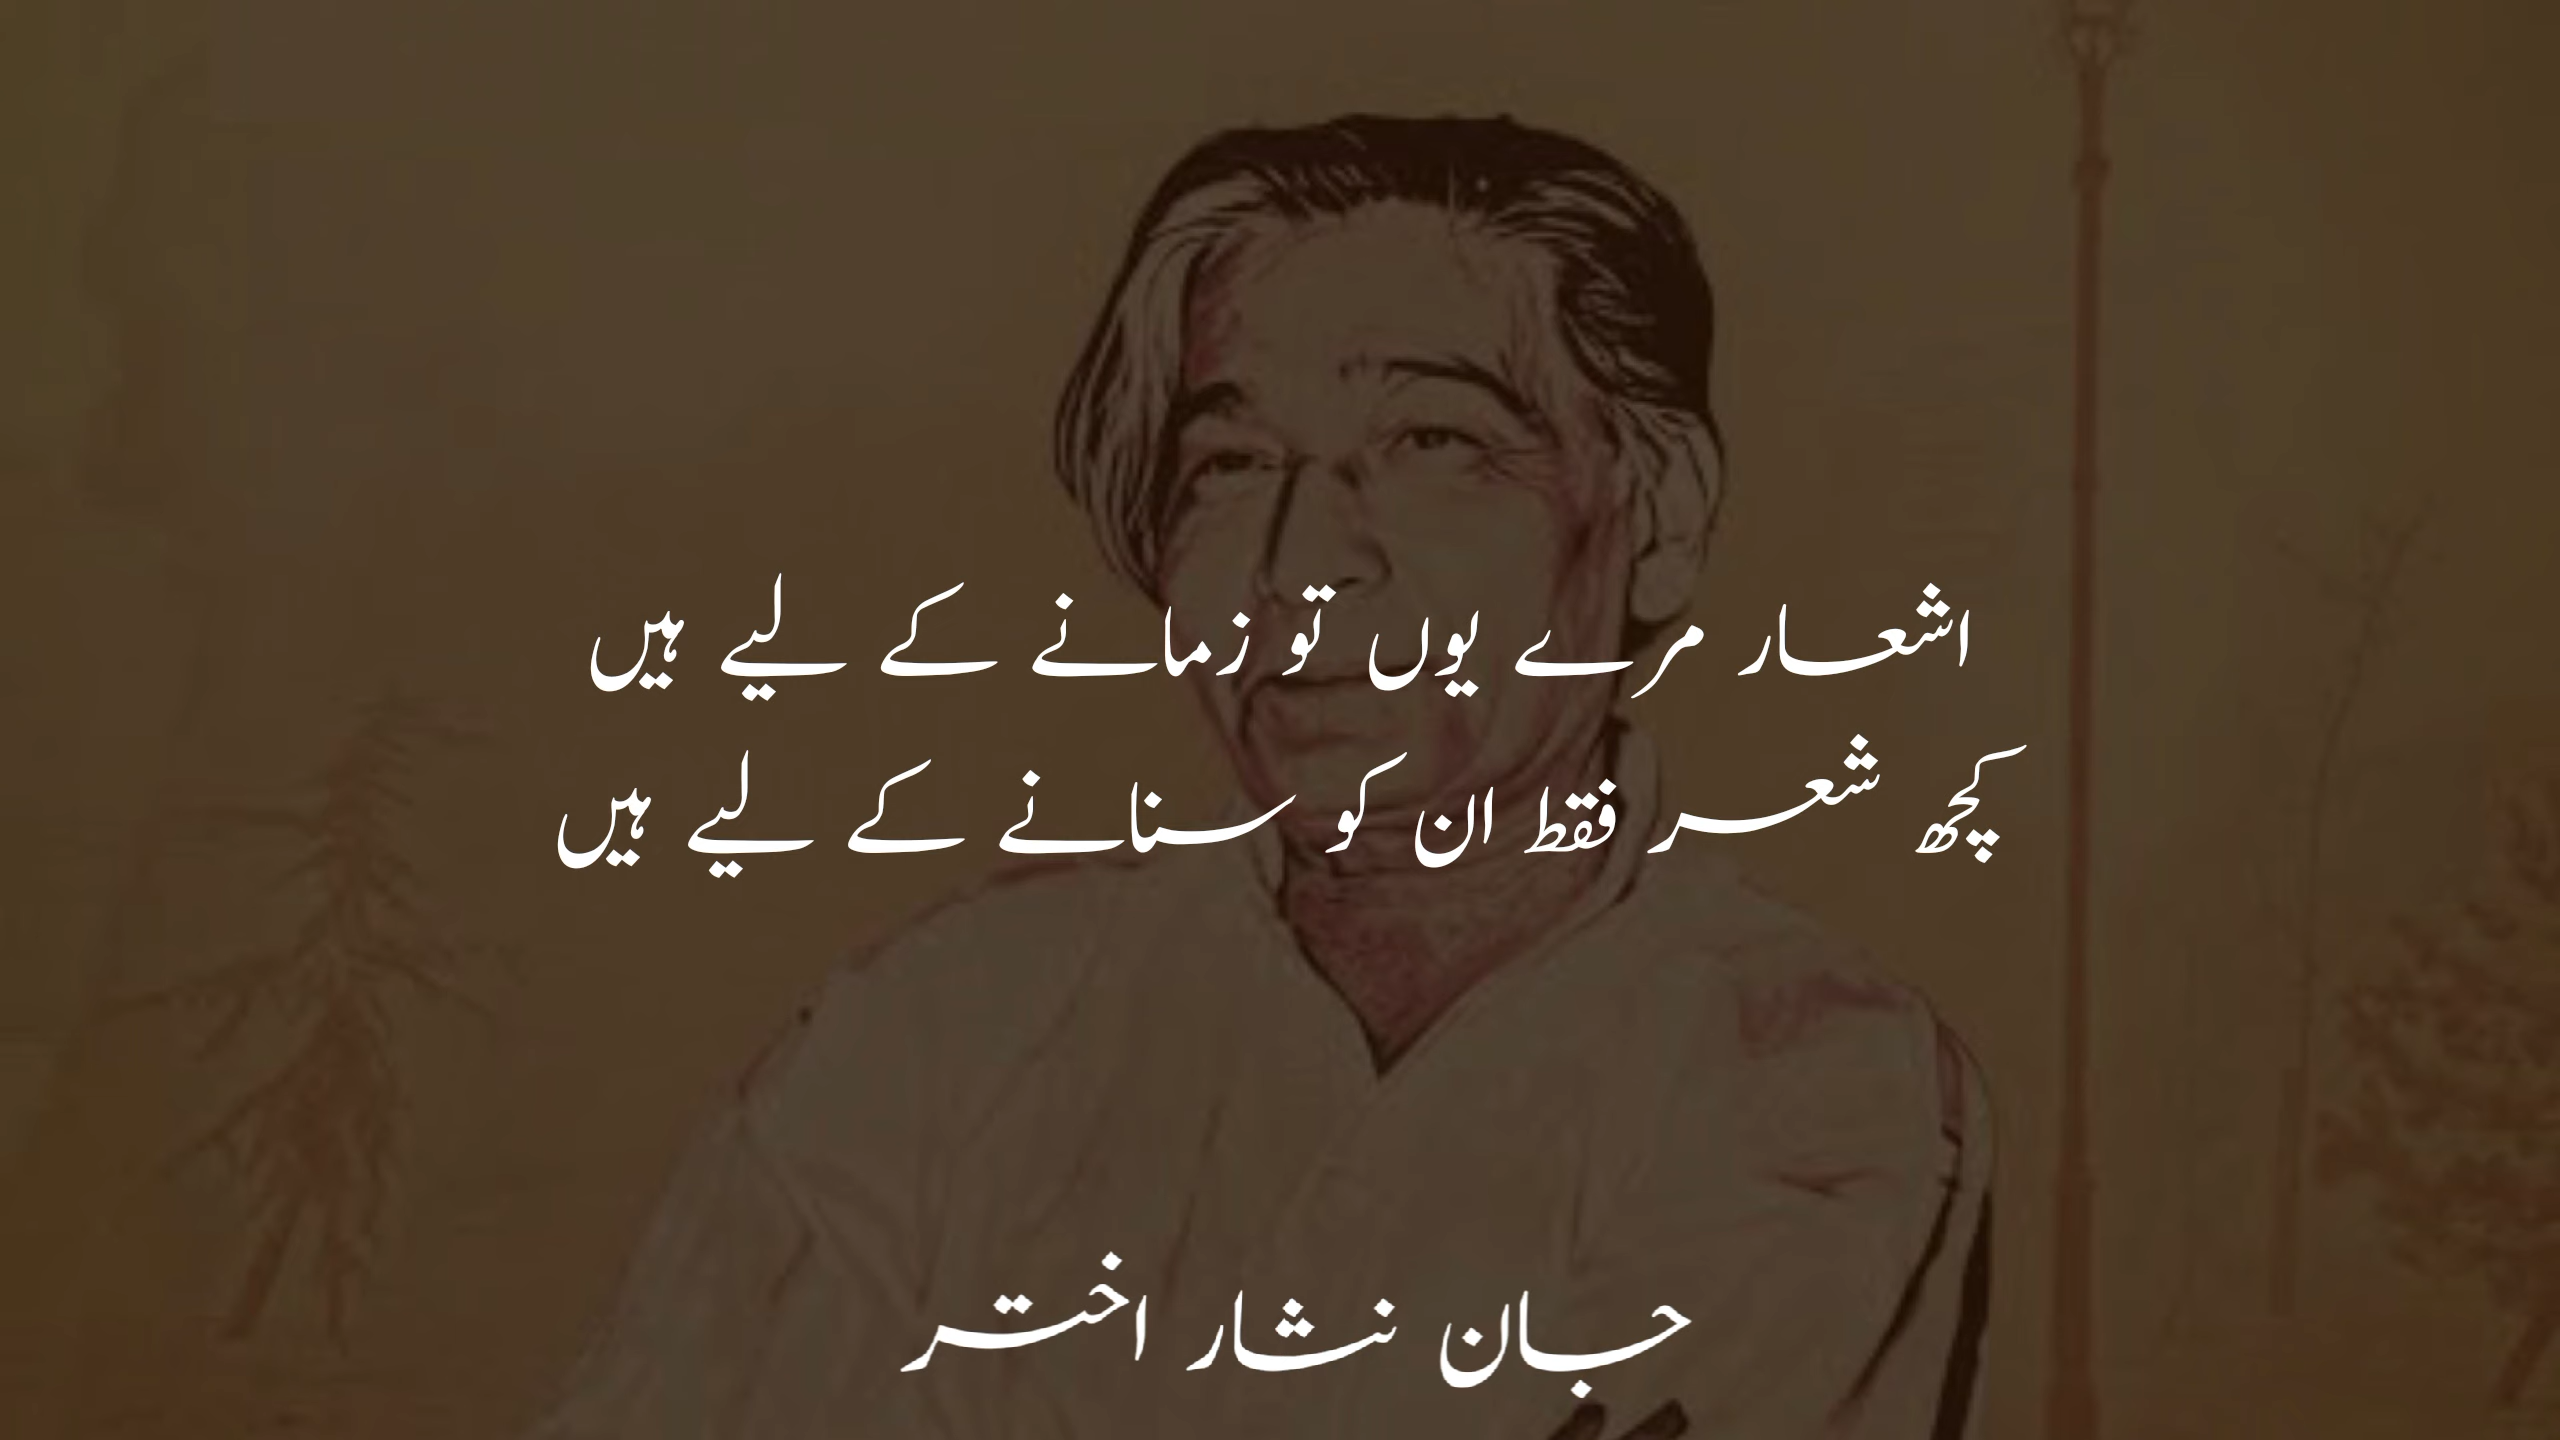 اشعار مرے یوں تو زمانے کے لیے ہیں
کچھ شعر فقط ان کو سنانے کے لیے ہیں
جان نثار اختر